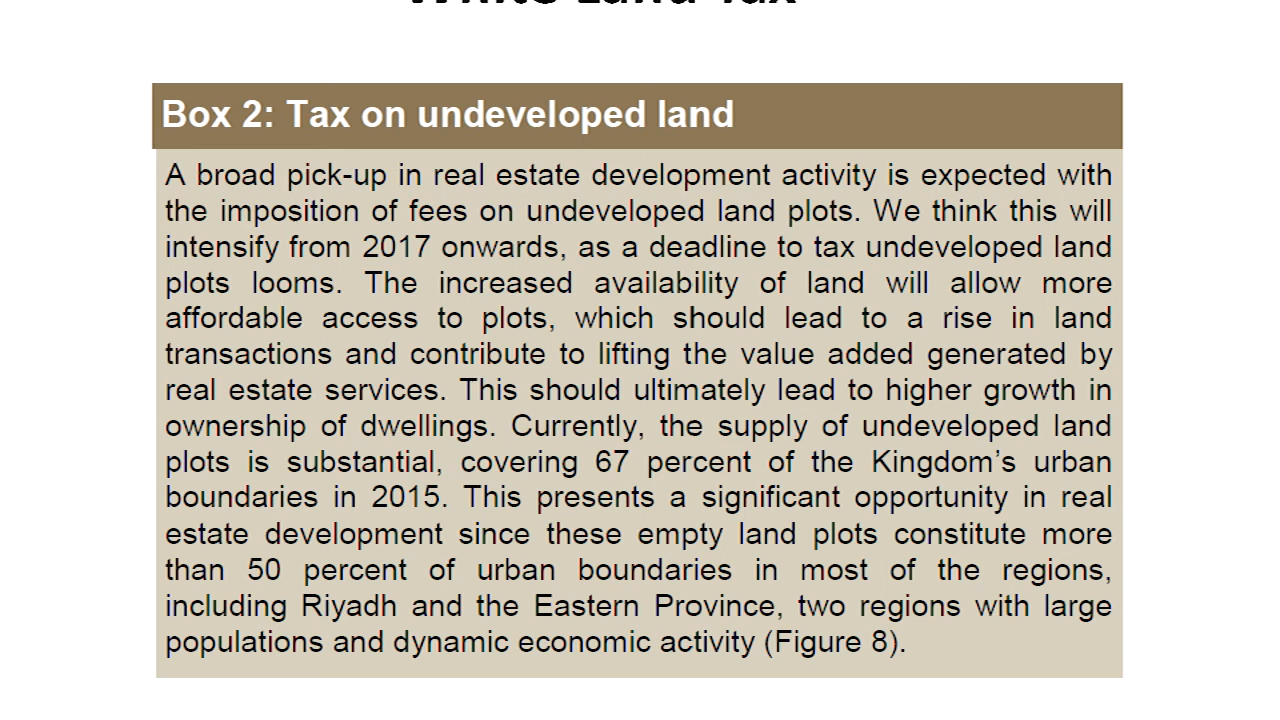 Land Tax
Box 2: Tax on undeveloped land
A broad pick-up in real estate development activity is expected with
the imposition of fees on undeveloped land plots. We think this will
intensify from 2017 onwards, as a deadline to tax undeveloped land
plots looms. The increased availability of land will allow more
affordable access to plots, which should lead to a rise in land
transactions and contribute to lifting the value added generated by
real estate services. This should ultimately lead to higher growth in
ownership of dwellings. Currently, the supply of undeveloped land
plots is substantial, covering 67 percent of the Kingdom’s urban
boundaries in 2015. This presents a significant opportunity in real
estate development since these empty land plots constitute more
than 50 percent of urban boundaries in most of the regions,
including Riyadh and the Eastern Province, two regions with large
populations and dynamic economic activity (Figure 8).